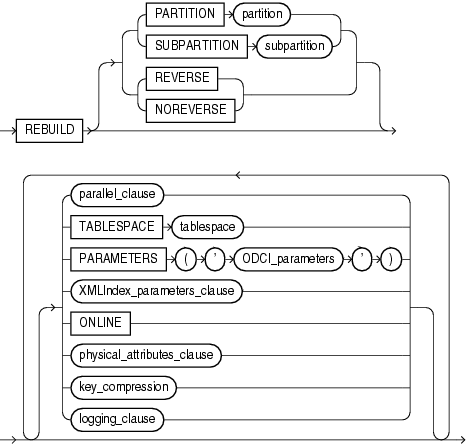 PARTITION partition
SUBPARTITION subpartition
REVERSE
NOREVERSE
REBUILD
parallel_clause
TABLESPACE tablespace
PARAMETERS ( ' ODCI_parameters ' )
XMLIndex_parameters_clause
ONLINE
physical_attributes_clause
key_compression
logging_clause